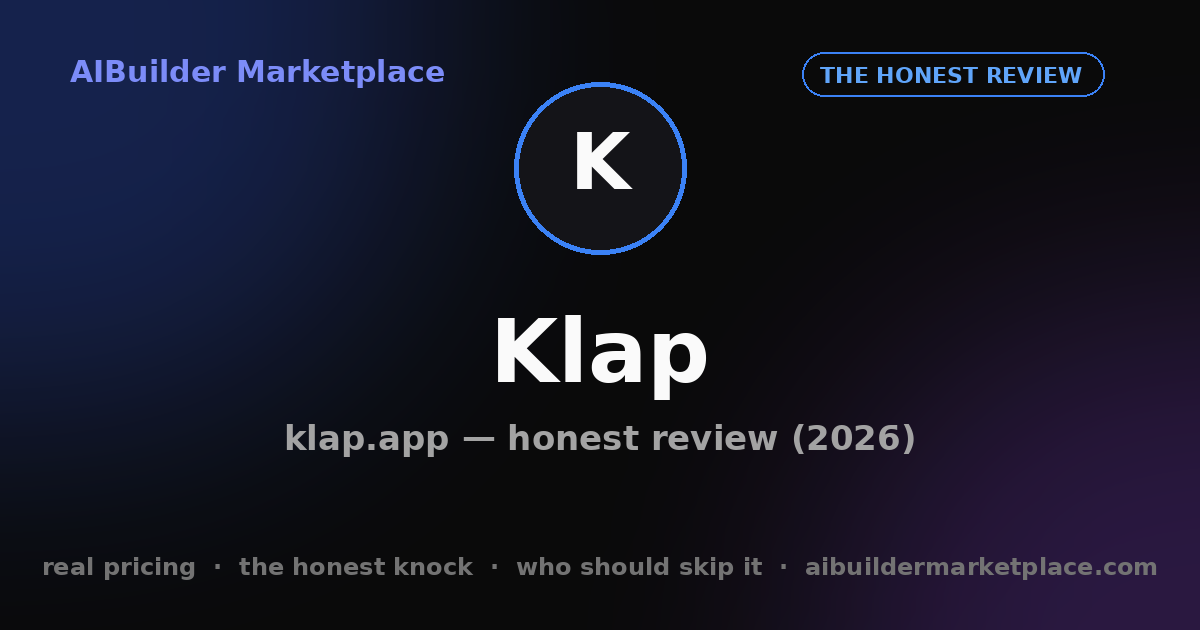 AIBuilder Marketplace
THE HONEST REVIEW
K
Klap
klap.app — honest review (2026)
real pricing · the honest knock · who should skip it · aibuildermarketplace.com